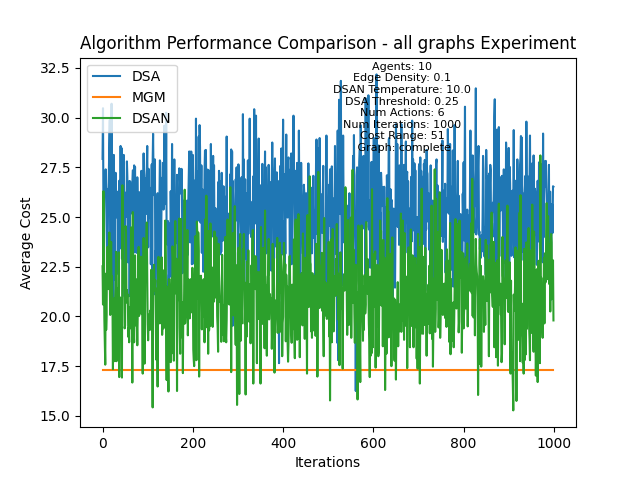 Algorithm Performance Comparison - all graphs Experiment
32.5
30.0
27.5
25.0
22.5
20.0
17.5
15.0
Average Cost
DSA
MGM
DSAN
Agents: 10
Edge Density: 0.1
DSAN Temperature: 10.0
DSA Threshold: 0.25
Num Actions: 6
Num Iterations: 1000
Cost Range: 51
Graph: complete
0
200
400
600
800
1000
Iterations